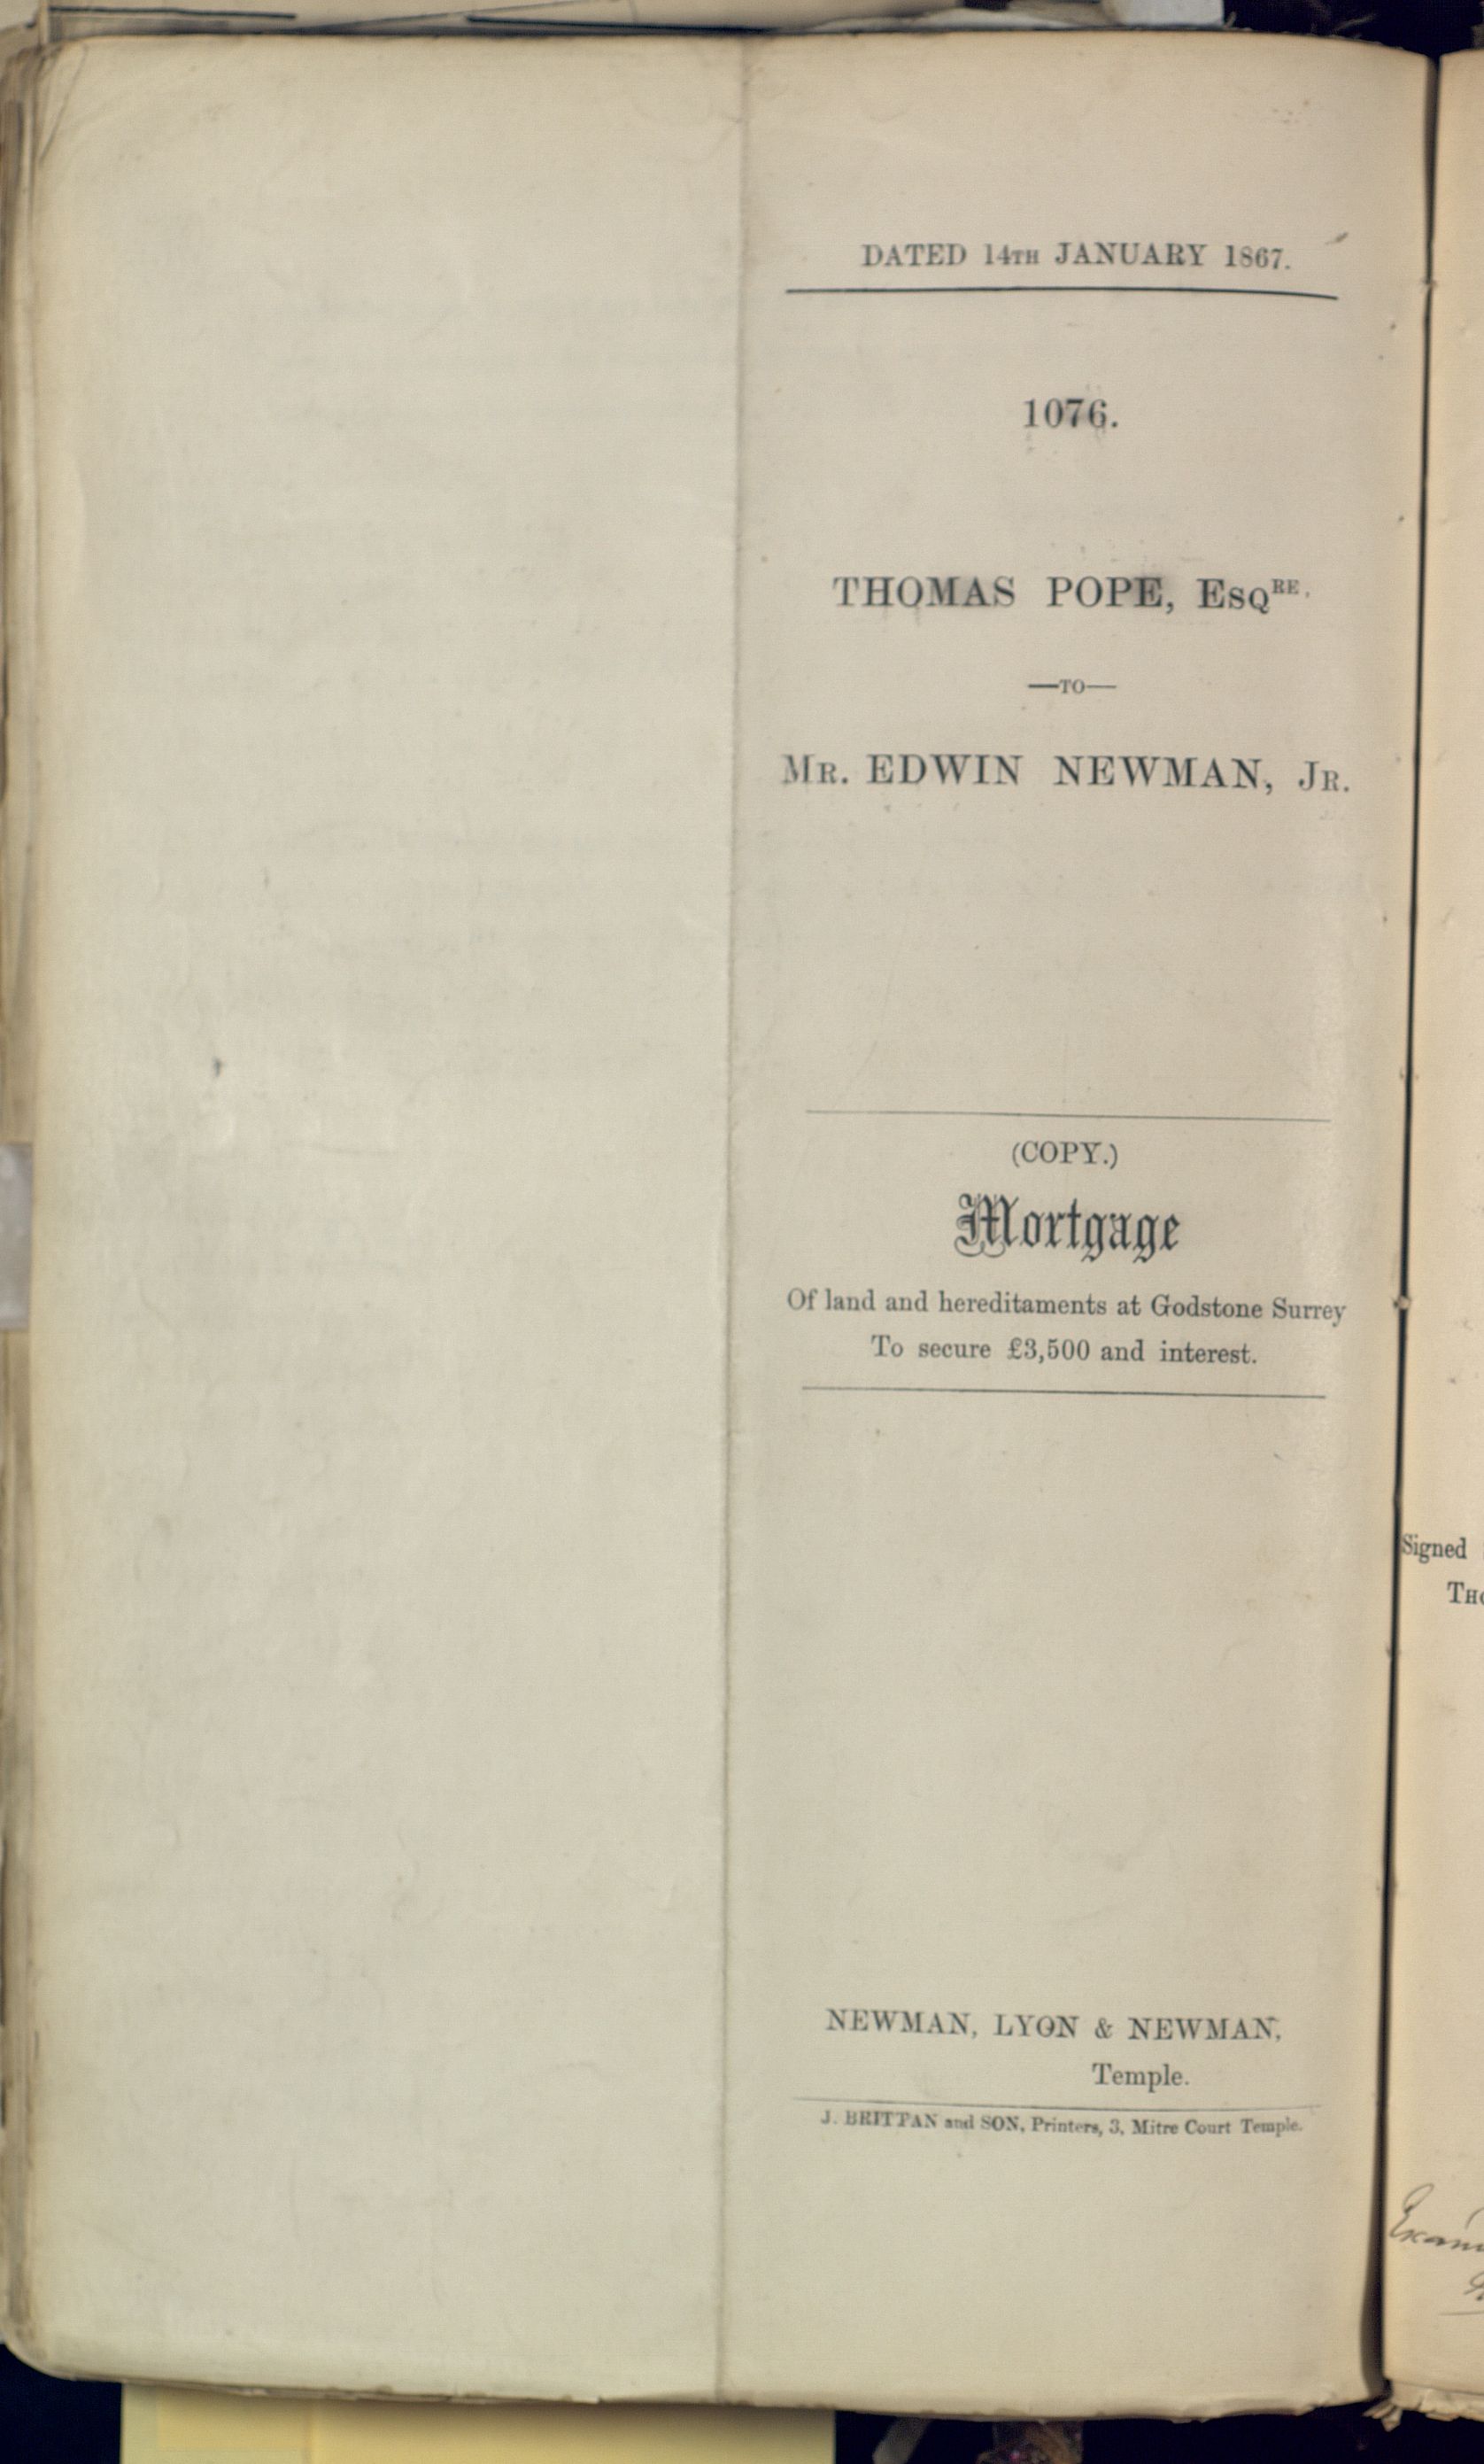 DATED 14TH JANUARY 1867.
1076.
THOMAS POPE, ESQRE.
—TO—
MR. EDWIN NEWMAN, JR.
(COPY.)
Mortgage
Of land and hereditaments at Godstone Surrey
To secure £3,500 and interest.
NEWMAN, LYON & NEWMAN,
Temple.
J. BRITTAN and SON, Printers, 3, Mitre Court Temple.
Signed